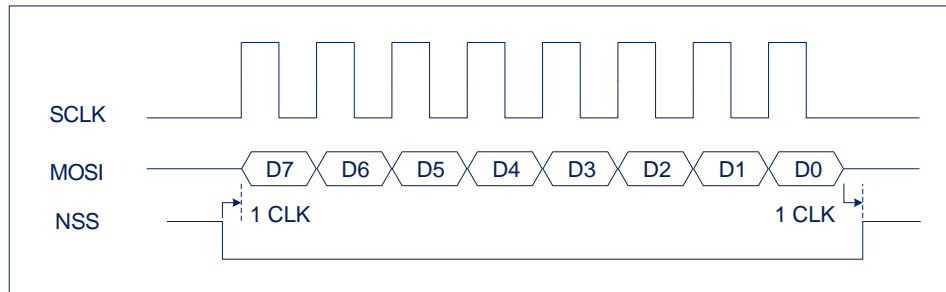 SCLK
MOSI D7 D6 D5 D4 D3 D2 D1 D0
1 CLK 1 CLK
NSS